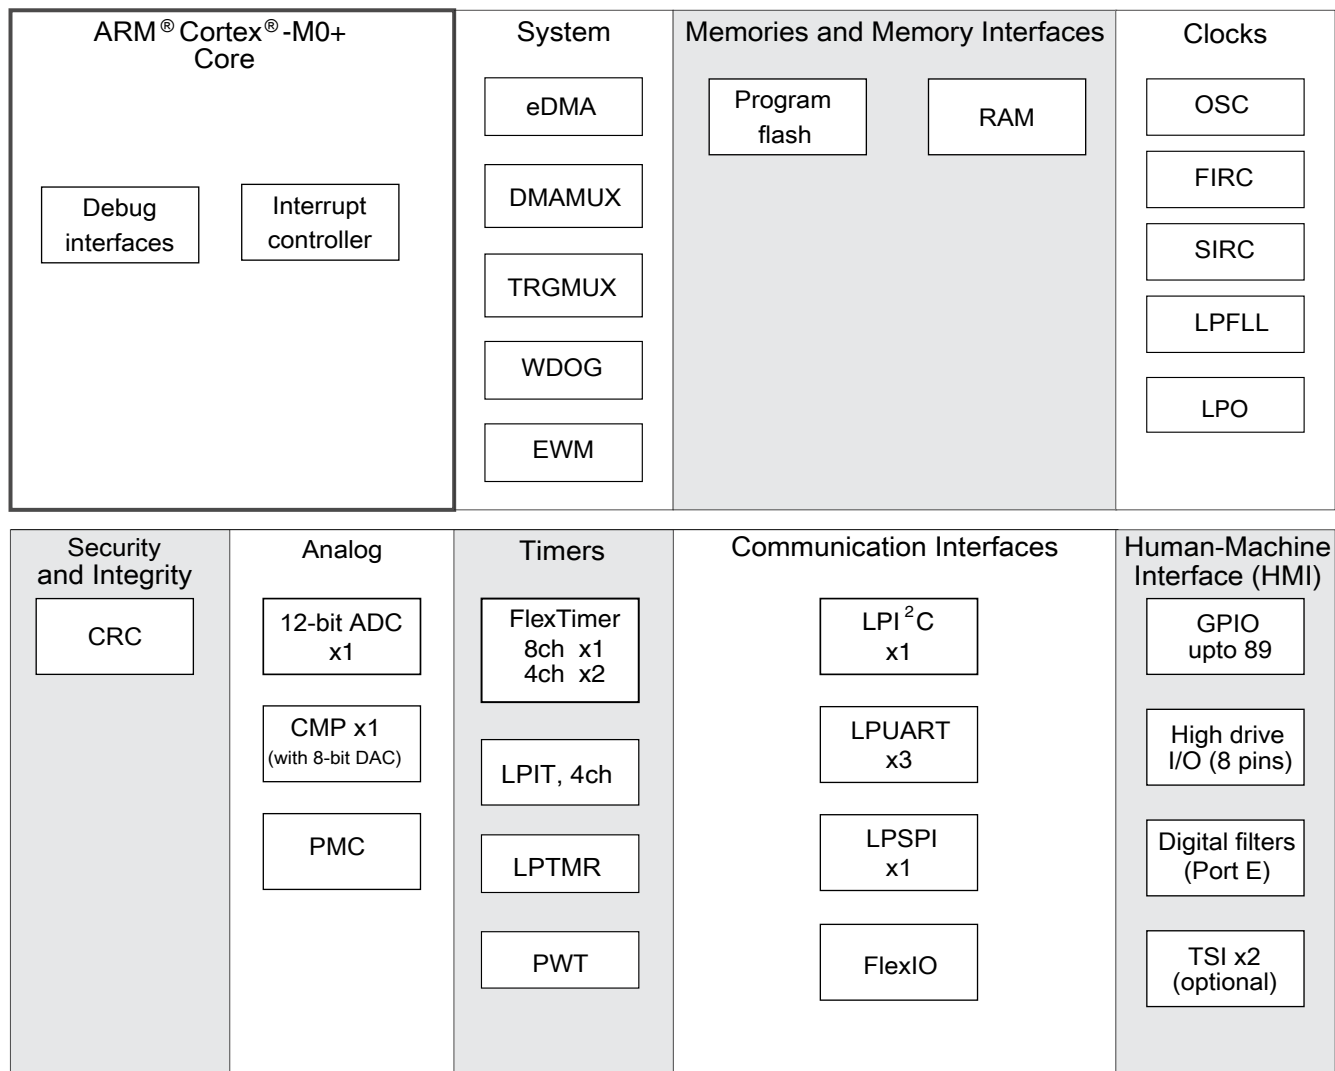 ARM® Cortex®-M0+
Core
Debug
interfaces
Interrupt
controller
System
eDMA
DMAMUX
TRGMUX
WDOG
EWM
Memories and Memory Interfaces
Program
flash
RAM
Clocks
OSC
FIRC
SIRC
LPFLL
LPO
Security
and Integrity
CRC
Analog
12-bit ADC
x1
CMP x1
(with 8-bit DAC)
PMC
Timers
FlexTimer
8ch x1
4ch x2
LPIT, 4ch
LPTMR
PWT
Communication Interfaces
LPI²C
x1
LPUART
x3
LPSPI
x1
FlexIO
Human-Machine
Interface (HMI)
GPIO
upto 89
High drive
I/O (8 pins)
Digital filters
(Port E)
TSI x2
(optional)